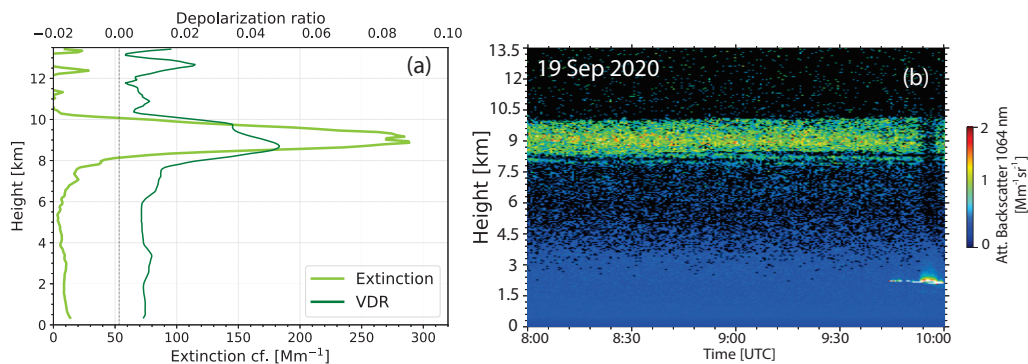 Depolarization ratio
−0.02 0.00 0.02 0.04 0.06 0.08 0.10
(a)
12
10
8
6
4
2
0
Height [km]
Extinction
VDR
0 50 100 150 200 250 300
Extinction cf. [Mm⁻¹]
19 Sep 2020
(b)
13.5
12
10.5
9
7.5
6
4.5
3
1.5
0
Height [km]
8:00 8:30 9:00 9:30 10:00
Time [UTC]
2
1
0
Att. Backscatter 1064 nm
[Mm⁻¹sr⁻¹]